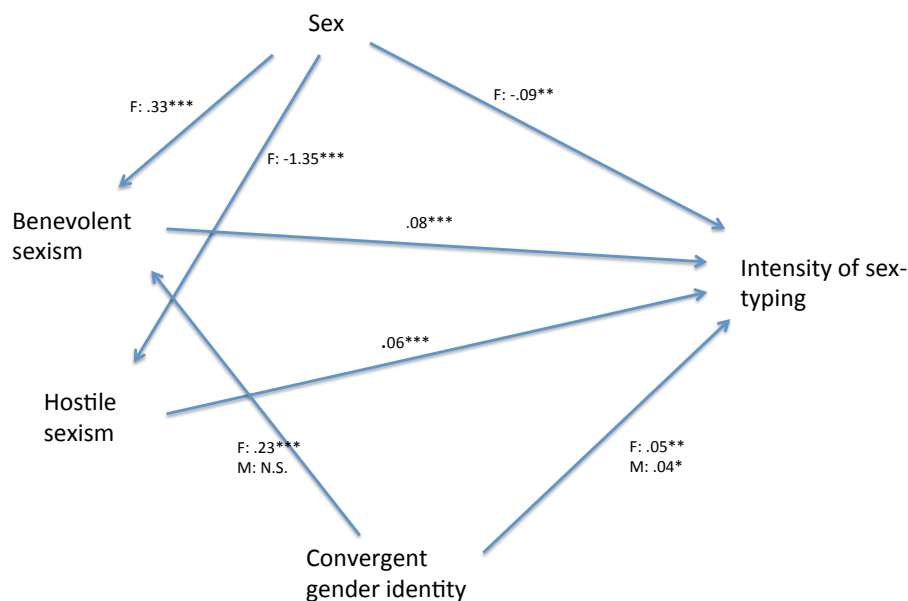 Sex
F: .33***
F: -.09**
F: -1.35***
Benevolent
sexism
.08***
Intensity of sex-
typing
.06***
Hostile
sexism
F: .23***
M: N.S.
F: .05**
M: .04*
Convergent
gender identity